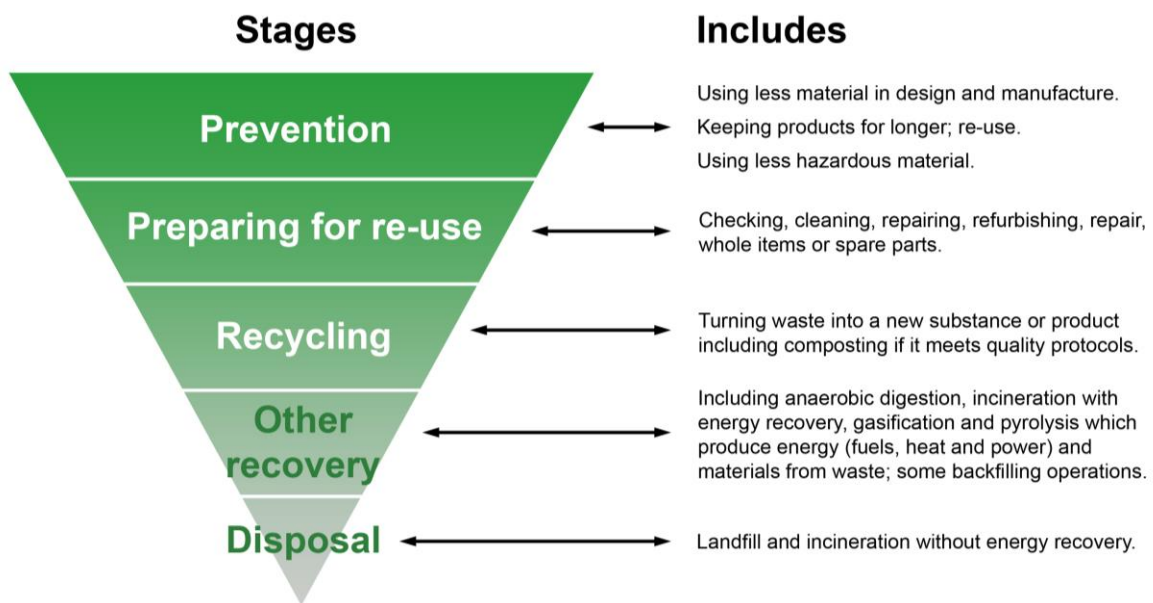 Stages
Includes
Prevention
Using less material in design and manufacture.
Keeping products for longer; re-use.
Using less hazardous material.
Preparing for re-use
Checking, cleaning, repairing, refurbishing, repair,
whole items or spare parts.
Recycling
Turning waste into a new substance or product
including composting if it meets quality protocols.
Other
recovery
Including anaerobic digestion, incineration with
energy recovery, gasification and pyrolysis which
produce energy (fuels, heat and power) and
materials from waste; some backfilling operations.
Disposal
Landfill and incineration without energy recovery.